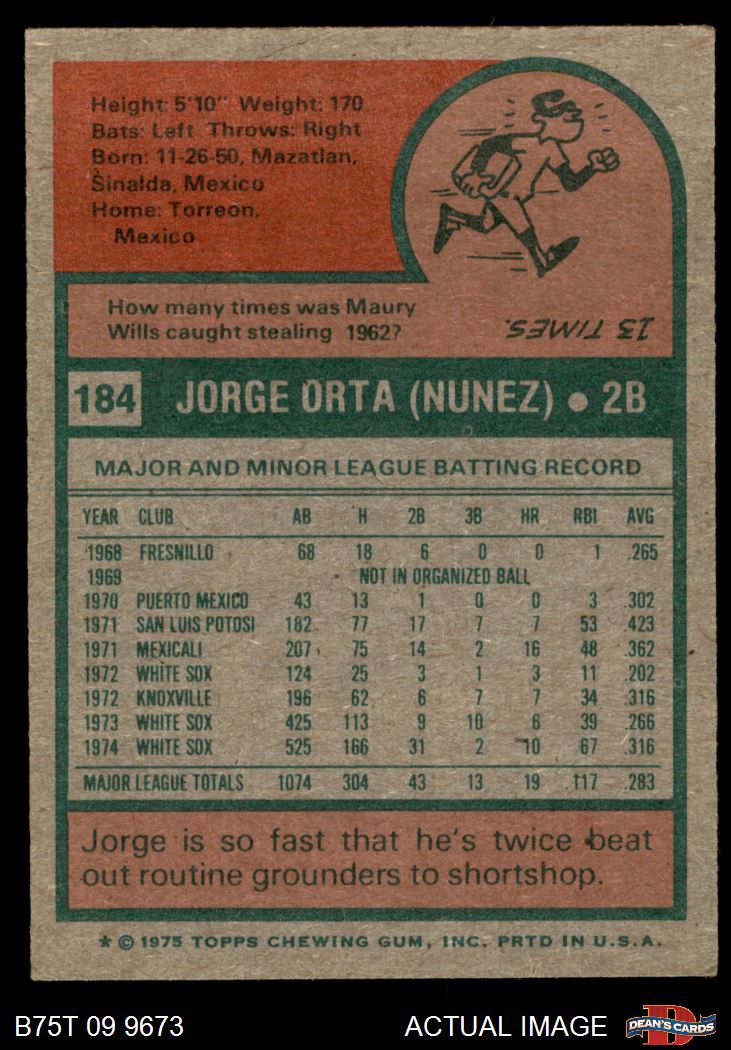 Height: 5'10" Weight: 170
Bats: Left Throws: Right
Born: 11-26-50, Mazatlan,
Sinalda, Mexico
Home: Torreon,
Mexico
How many times was Maury
Wills caught stealing 1962?
13 TIMES.
184 JORGE ORTA (NUNEZ) ● 2B
MAJOR AND MINOR LEAGUE BATTING RECORD
YEAR CLUB AB H 2B 3B HR RBI AVG
1968 FRESNILLO 68 18 6 0 0 1 .265
1969 NOT IN ORGANIZED BALL
1970 PUERTO MEXICO 43 13 1 0 0 3 .302
1971 SAN LUIS POTOSI 182 77 17 7 7 53 .423
1971 MEXICALI 207 75 14 2 16 48 .362
1972 WHITE SOX 124 25 3 1 3 11 .202
1972 KNOXVILLE 196 62 6 7 7 34 .316
1973 WHITE SOX 425 113 9 10 6 39 .266
1974 WHITE SOX 525 166 31 2 10 67 .316
MAJOR LEAGUE TOTALS 1074 304 43 13 19 117 .283
Jorge is so fast that he's twice beat
out routine grounders to shortshop.
* © 1975 TOPPS CHEWING GUM, INC. PRTD IN U.S.A.
B75T 09 9673 ACTUAL IMAGE
D
DEAN'S CARDS